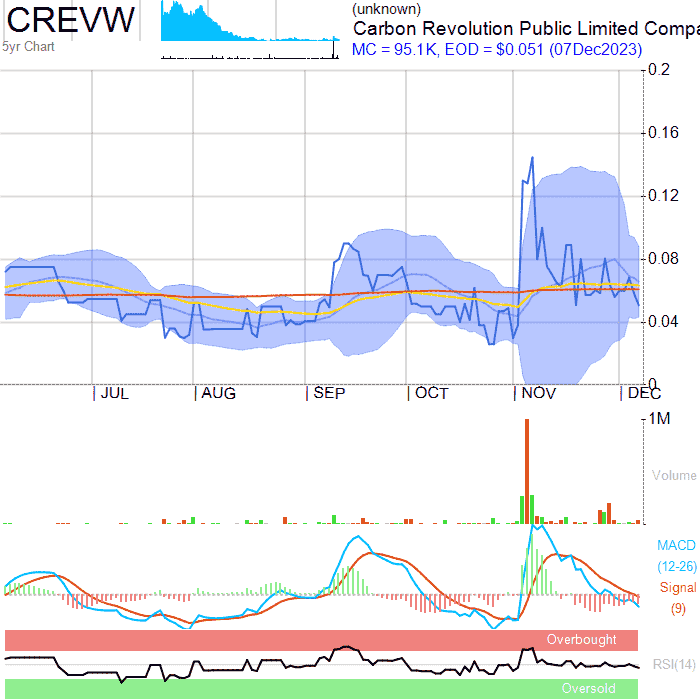 CREVW
5yr Chart
(unknown)
Carbon Revolution Public Limited Compa
MC = 95.1K, EOD = $0.051 (07Dec2023)
0.2
0.16
0.12
0.08
0.04
0
JUL AUG SEP OCT NOV DEC
1M
Volume
MACD
(12-26)
Signal
(9)
Overbought
RSI(14)
Oversold